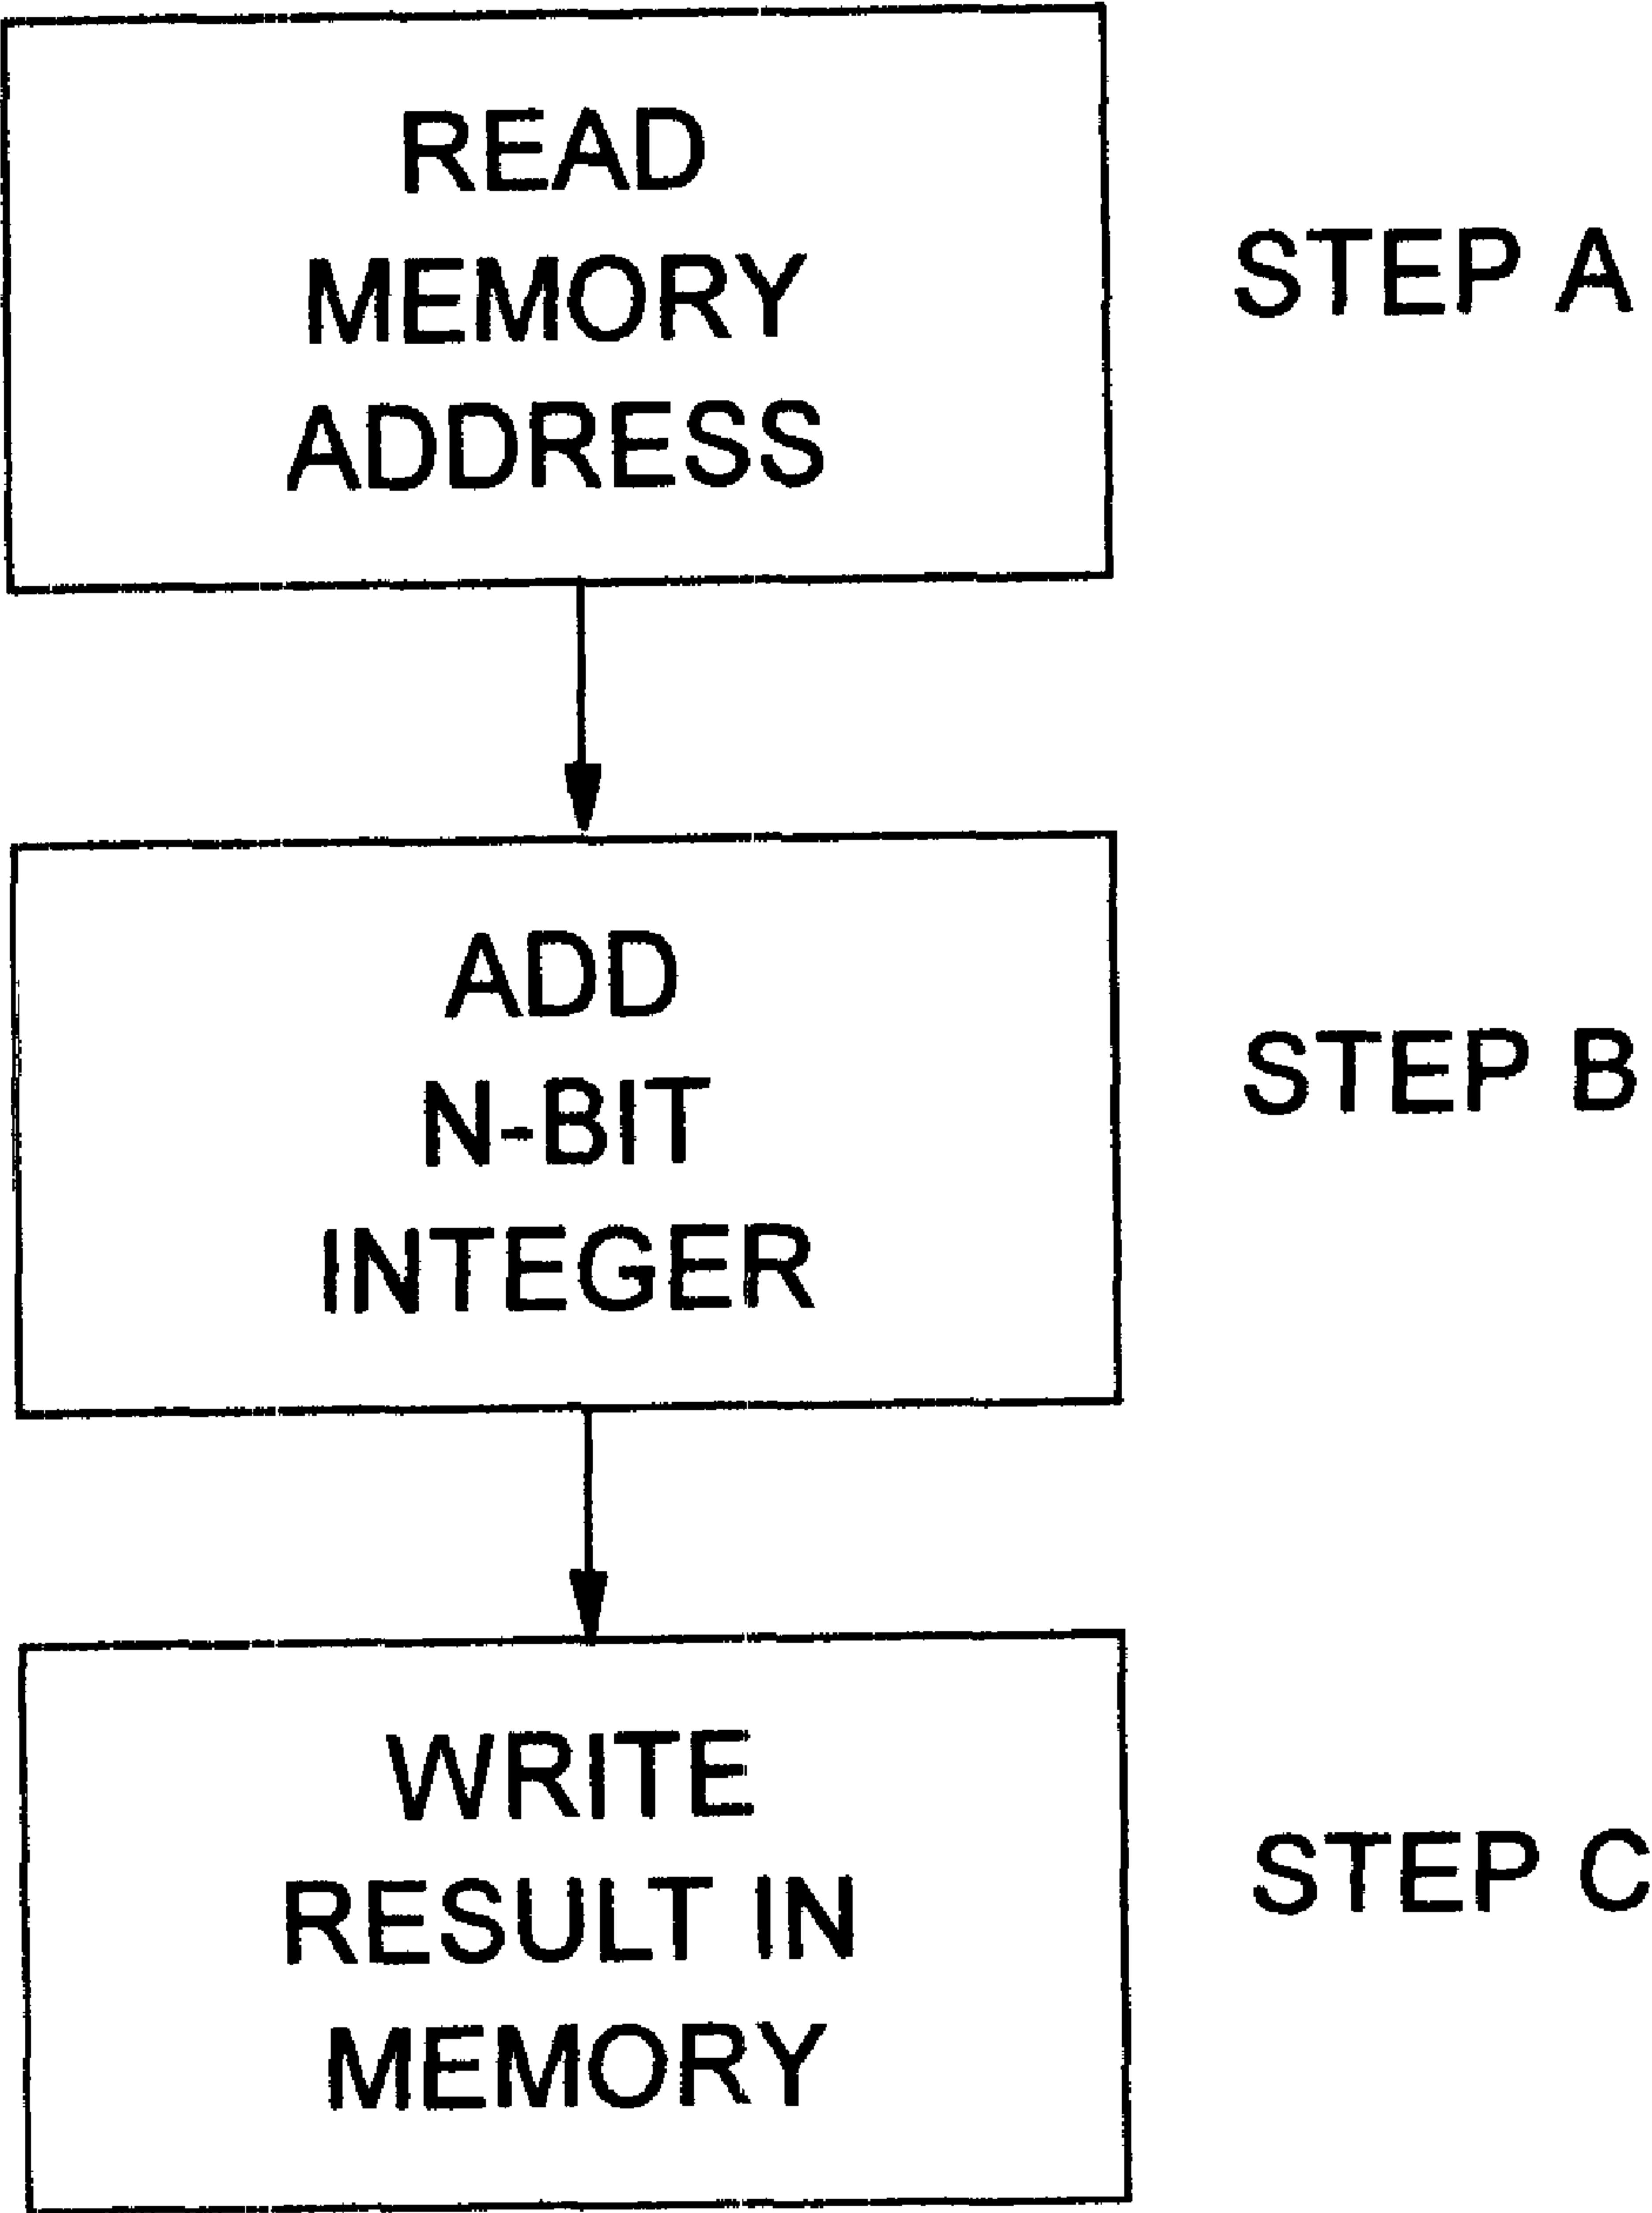 READ
MEMORY
ADDRESS
STEP A
ADD
N-BIT
INTEGER
STEP B
WRITE
RESULT IN
MEMORY
STEP C